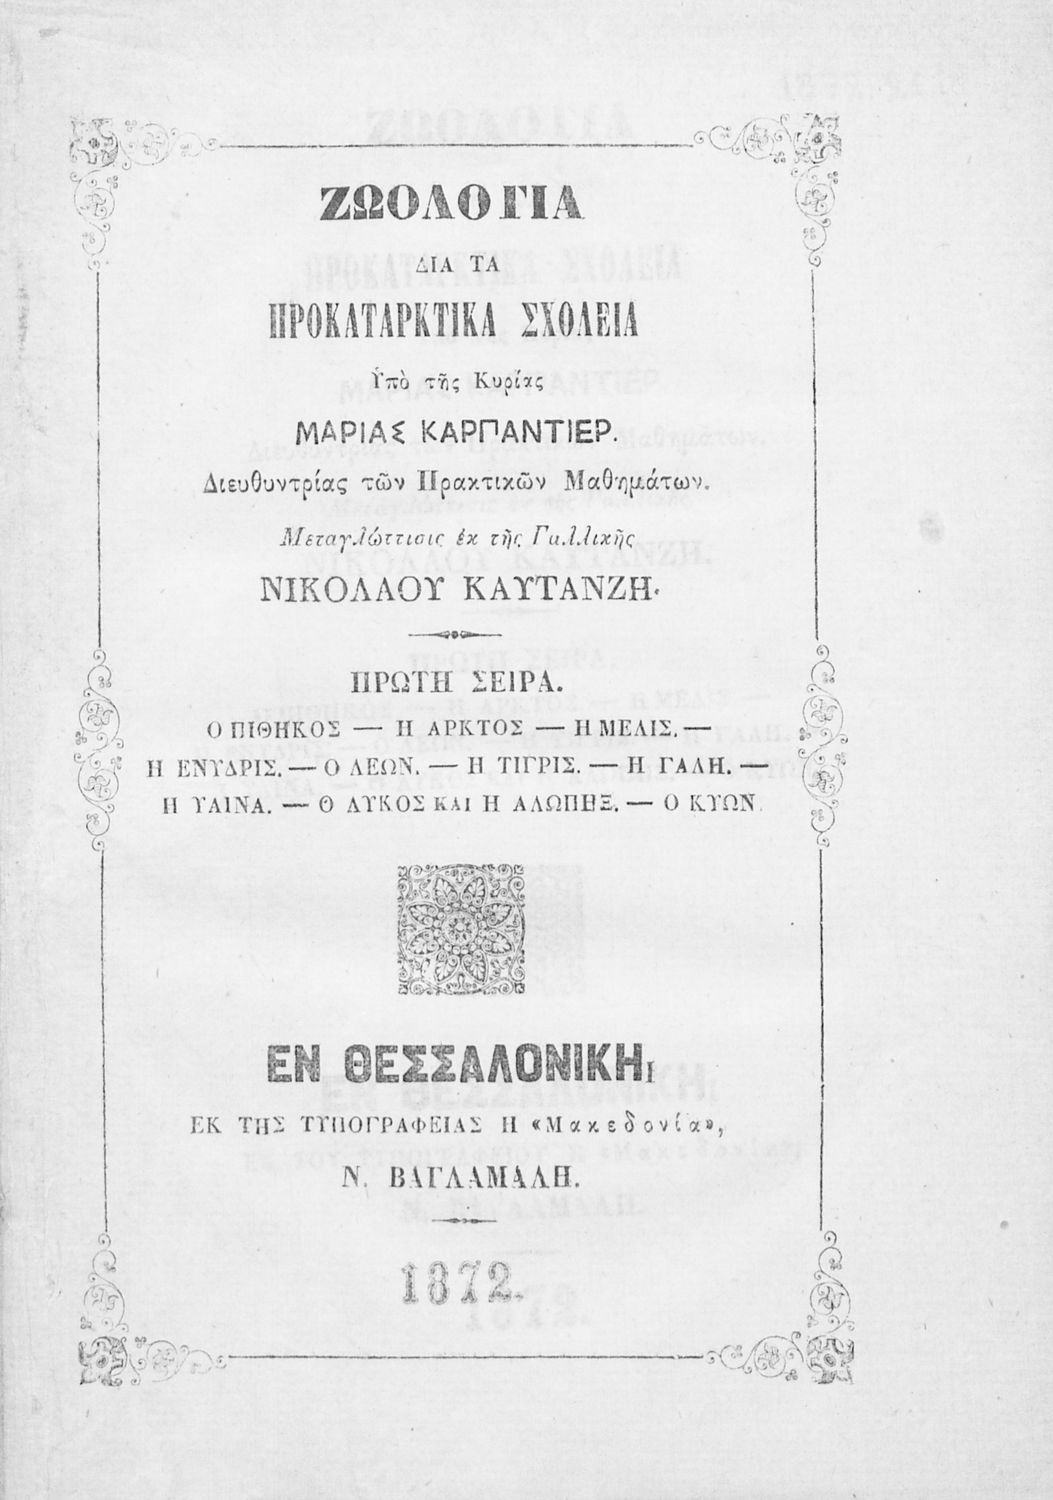 ΖΩΟΛΟΓΙΑ
ΔΙΑ ΤΑ
ΠΡΟΚΑΤΑΡΚΤΙΚΑ ΣΧΟΛΕΙΑ
Ὑπὸ τῆς Κυρίας
ΜΑΡΙΑΣ ΚΑΡΠΑΝΤΙΕΡ.
Διευθυντρίας τῶν Πρακτικῶν Μαθημάτων.
Μεταγλώττισις ἐκ τῆς Γαλλικῆς
ΝΙΚΟΛΑΟΥ ΚΑΥΤΑΝΖΗ.
ΠΡΩΤΗ ΣΕΙΡΑ.
Ο ΠΙΘΗΚΟΣ — Η ΑΡΚΤΟΣ — Η ΜΕΛΙΣ. —
Η ΕΝΥΔΡΙΣ. — Ο ΛΕΩΝ. — Η ΤΙΓΡΙΣ. — Η ΓΑΛΗ. —
Η ΥΑΙΝΑ. — Ο ΛΥΚΟΣ ΚΑΙ Η ΑΛΩΠΗΞ. — Ο ΚΥΩΝ.
ΕΝ ΘΕΣΣΑΛΟΝΙΚΗι
ΕΚ ΤΗΣ ΤΥΠΟΓΡΑΦΕΙΑΣ Η «Μακεδονία»,
Ν. ΒΑΓΛΑΜΑΛΗ.
1872.